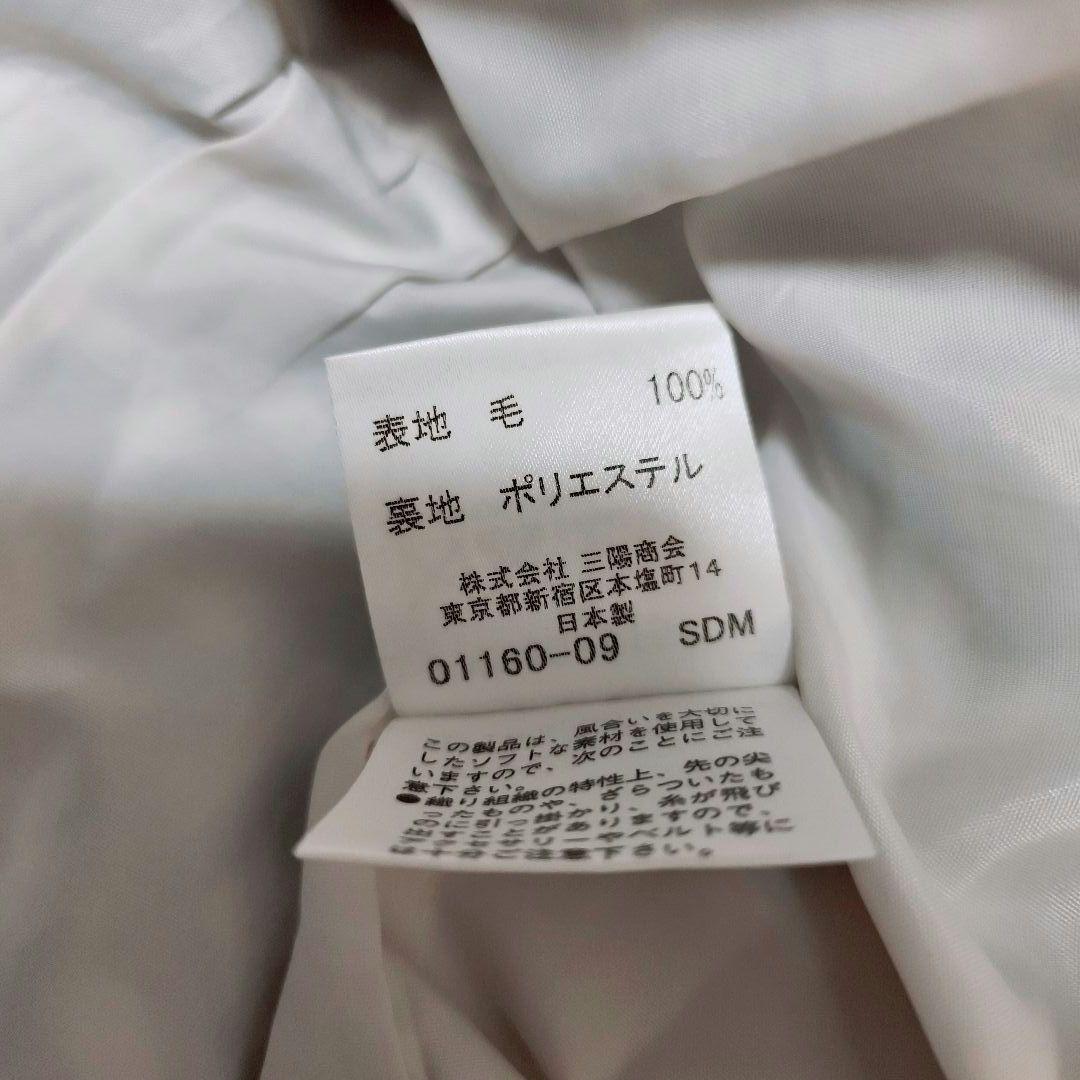 表地 毛 100%
裏地 ポリエステル
株式会社 三陽商会
東京都新宿区本塩町14
日本製
01160-09 SDM
この製品は、風合いを大切に
したソフトな素材を使用して
いますので、次のことにご注
意下さい。
●織り組織の特性上、先の尖
ったものや、ざらついたも
のに引っ掛かり、糸が飛び
出すことがありますので、
アクセサリーやベルト等に
は十分ご注意下さい。